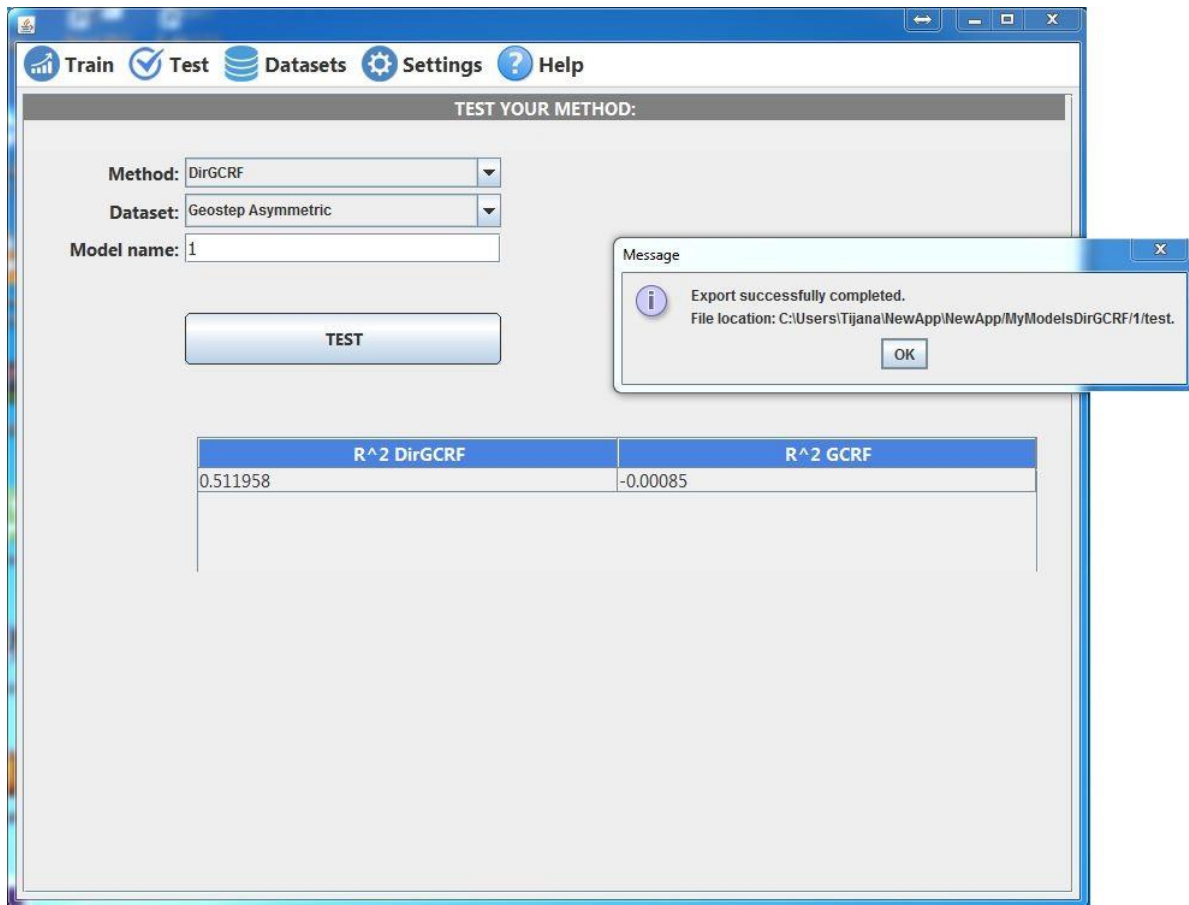 Train Test Datasets Settings Help
TEST YOUR METHOD:
Method: DirGCRF
Dataset: Geostep Asymmetric
Model name: 1
TEST
Message
Export successfully completed.
File location: C:\Users\Tijana\NewApp\NewApp/MyModelsDirGCRF/1/test.
OK
R^2 DirGCRF R^2 GCRF
0.511958 -0.00085